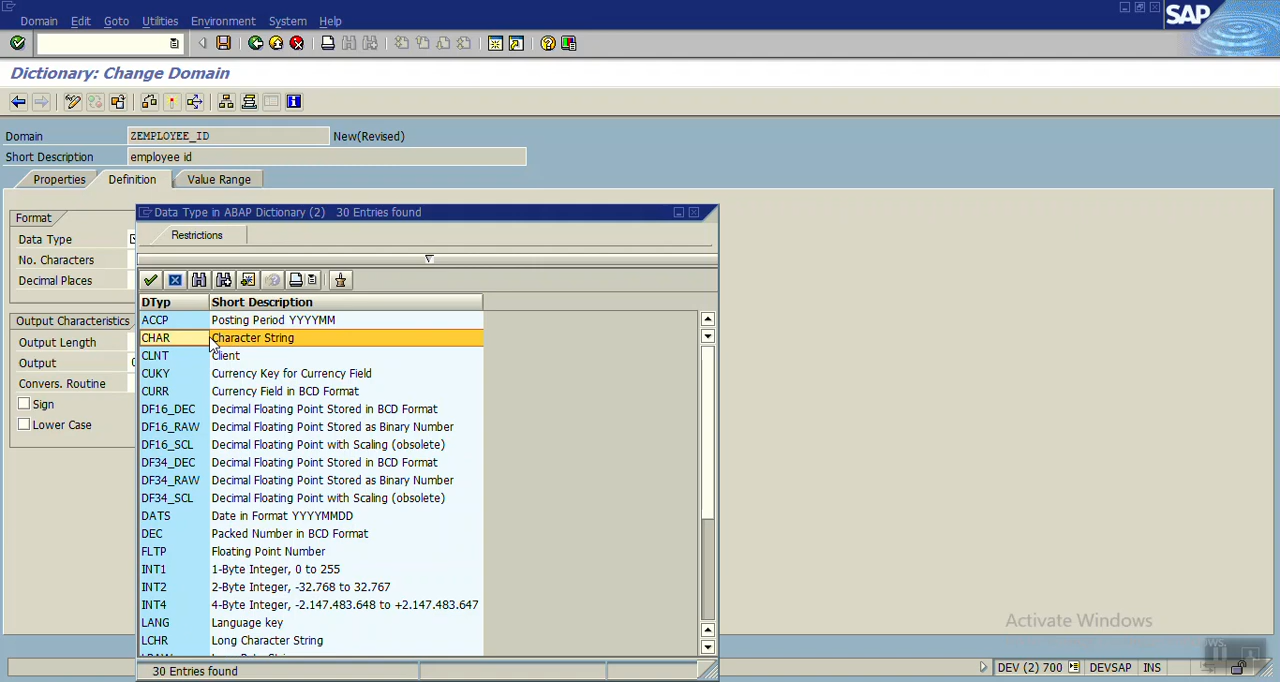 Domain Edit Goto Utilities Environment System Help
SAP
Dictionary: Change Domain
Domain ZEMPLOYEE_ID New(Revised)
Short Description employee id
Properties Definition Value Range
Format
Data Type
No. Characters
Decimal Places
Output Characteristics
Output Length
Output
Convers. Routine
Sign
Lower Case
Data Type in ABAP Dictionary (2) 30 Entries found
Restrictions
DTyp Short Description
ACCP Posting Period YYYYMM
CHAR Character String
CLNT Client
CUKY Currency Key for Currency Field
CURR Currency Field in BCD Format
DF16_DEC Decimal Floating Point Stored in BCD Format
DF16_RAW Decimal Floating Point Stored as Binary Number
DF16_SCL Decimal Floating Point with Scaling (obsolete)
DF34_DEC Decimal Floating Point Stored in BCD Format
DF34_RAW Decimal Floating Point Stored as Binary Number
DF34_SCL Decimal Floating Point with Scaling (obsolete)
DATS Date in Format YYYYMMDD
DEC Packed Number in BCD Format
FLTP Floating Point Number
INT1 1-Byte Integer, 0 to 255
INT2 2-Byte Integer, -32.768 to 32.767
INT4 4-Byte Integer, -2.147.483.648 to +2.147.483.647
LANG Language key
LCHR Long Character String
30 Entries found
Activate Windows
DEV (2) 700 DEVSAP INS